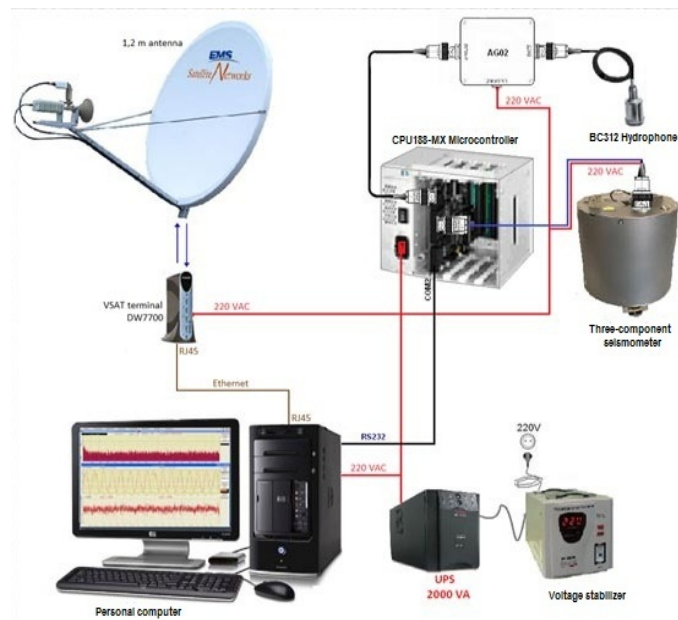 1,2 m antenna
EMS
Satellite Networks
AG02
220 VAC
BC312 Hydrophone
CPU188-MX Microcontroller
220 VAC
COM2
VSAT terminal
DW7700
220 VAC
RJ45
Three-component
seismometer
Ethernet
RJ45
RS232
220 VAC
220V
220
UPS
2000 VA
Voltage stabilizer
Personal computer